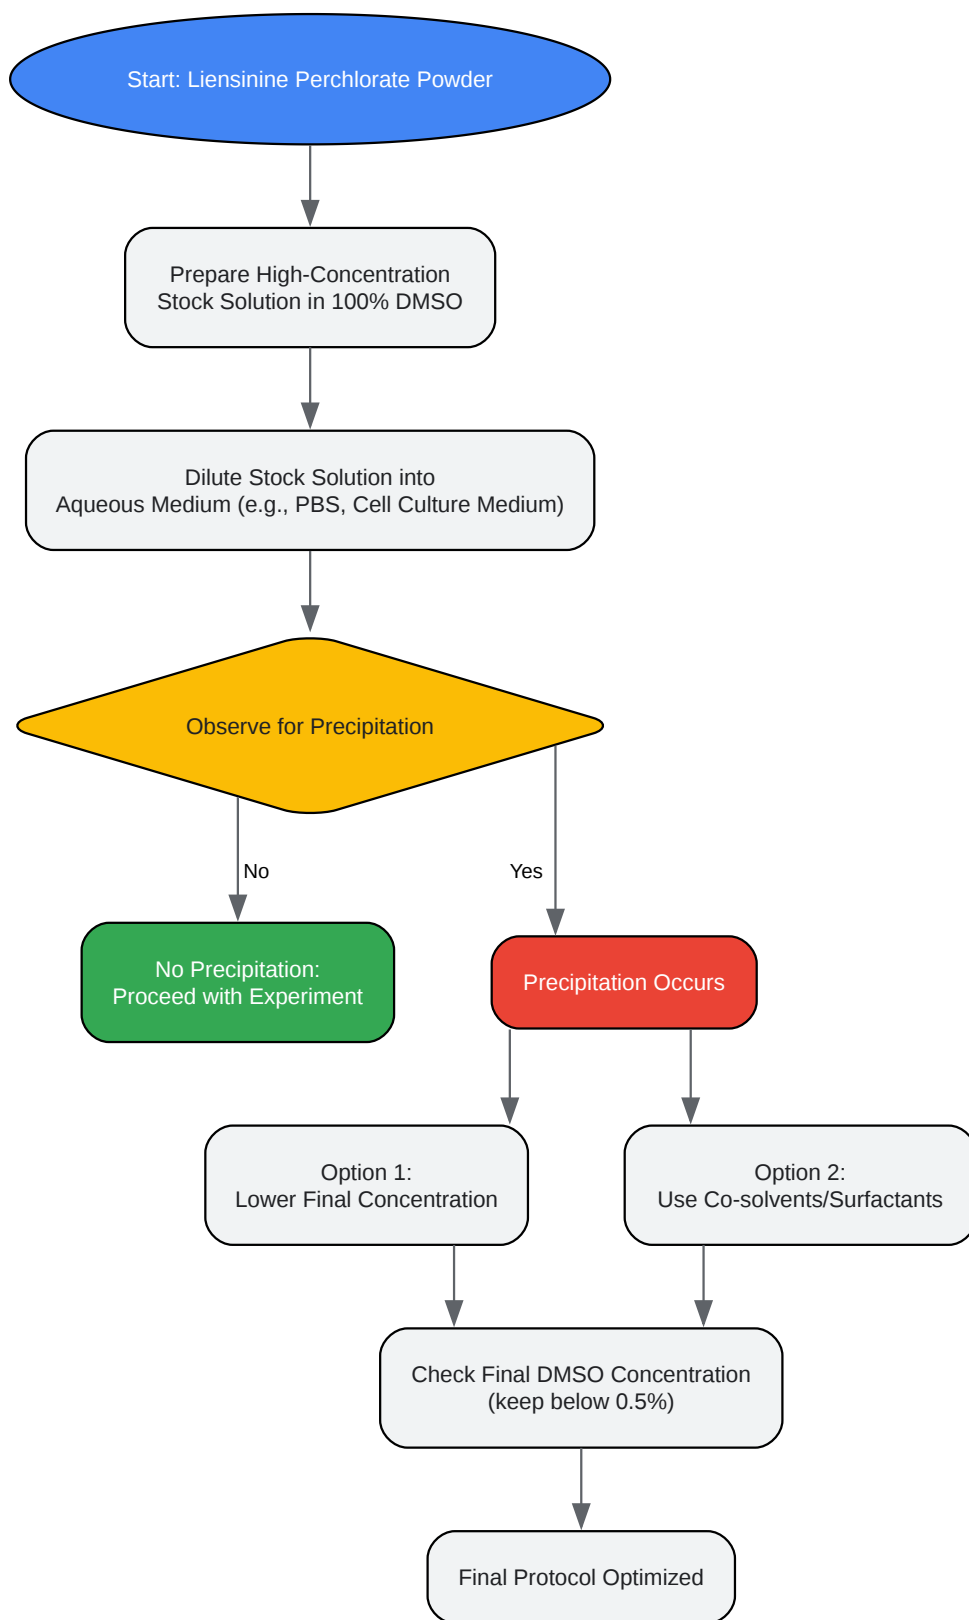 Start: Liensinine Perchlorate Powder
Prepare High-Concentration
Stock Solution in 100% DMSO
Dilute Stock Solution into
Aqueous Medium (e.g., PBS, Cell Culture Medium)
Observe for Precipitation
No
Yes
No Precipitation:
Proceed with Experiment
Precipitation Occurs
Option 1:
Lower Final Concentration
Option 2:
Use Co-solvents/Surfactants
Check Final DMSO Concentration
(keep below 0.5%)
Final Protocol Optimized